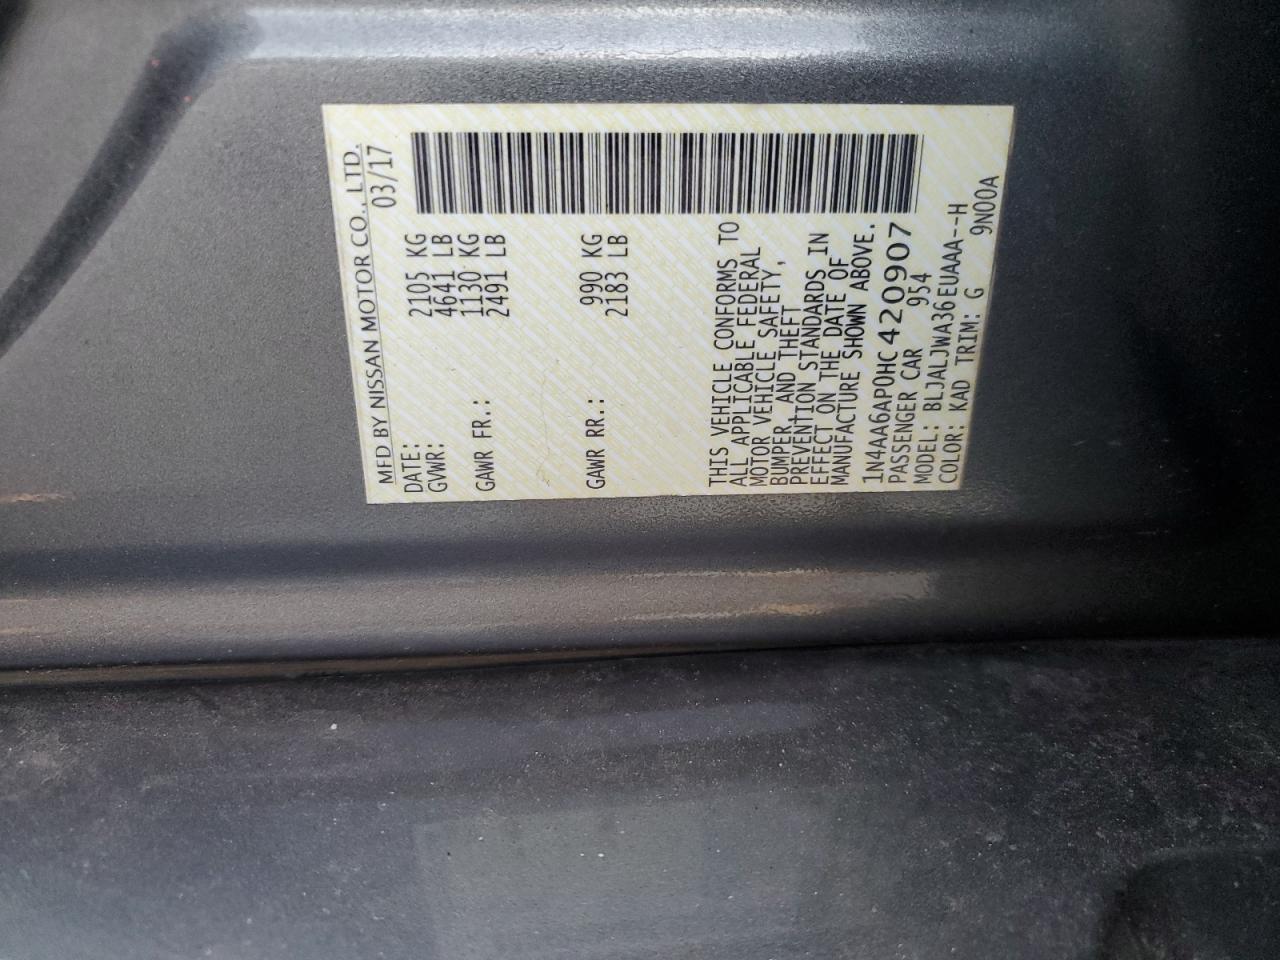 MFD BY NISSAN MOTOR CO., LTD.
DATE: 03/17
GVWR: 2105 KG
4641 LB
GAWR FR.: 1130 KG
2491 LB
GAWR RR.: 990 KG
2183 LB
THIS VEHICLE CONFORMS TO
ALL APPLICABLE FEDERAL
MOTOR VEHICLE SAFETY,
BUMPER, AND THEFT
PREVENTION STANDARDS IN
EFFECT ON THE DATE OF
MANUFACTURE SHOWN ABOVE.
1N4AA6AP0HC420907
PASSENGER CAR 954
MODEL: BLJALJWA36EUAAA--H
COLOR: KAD TRIM: G 9N00A